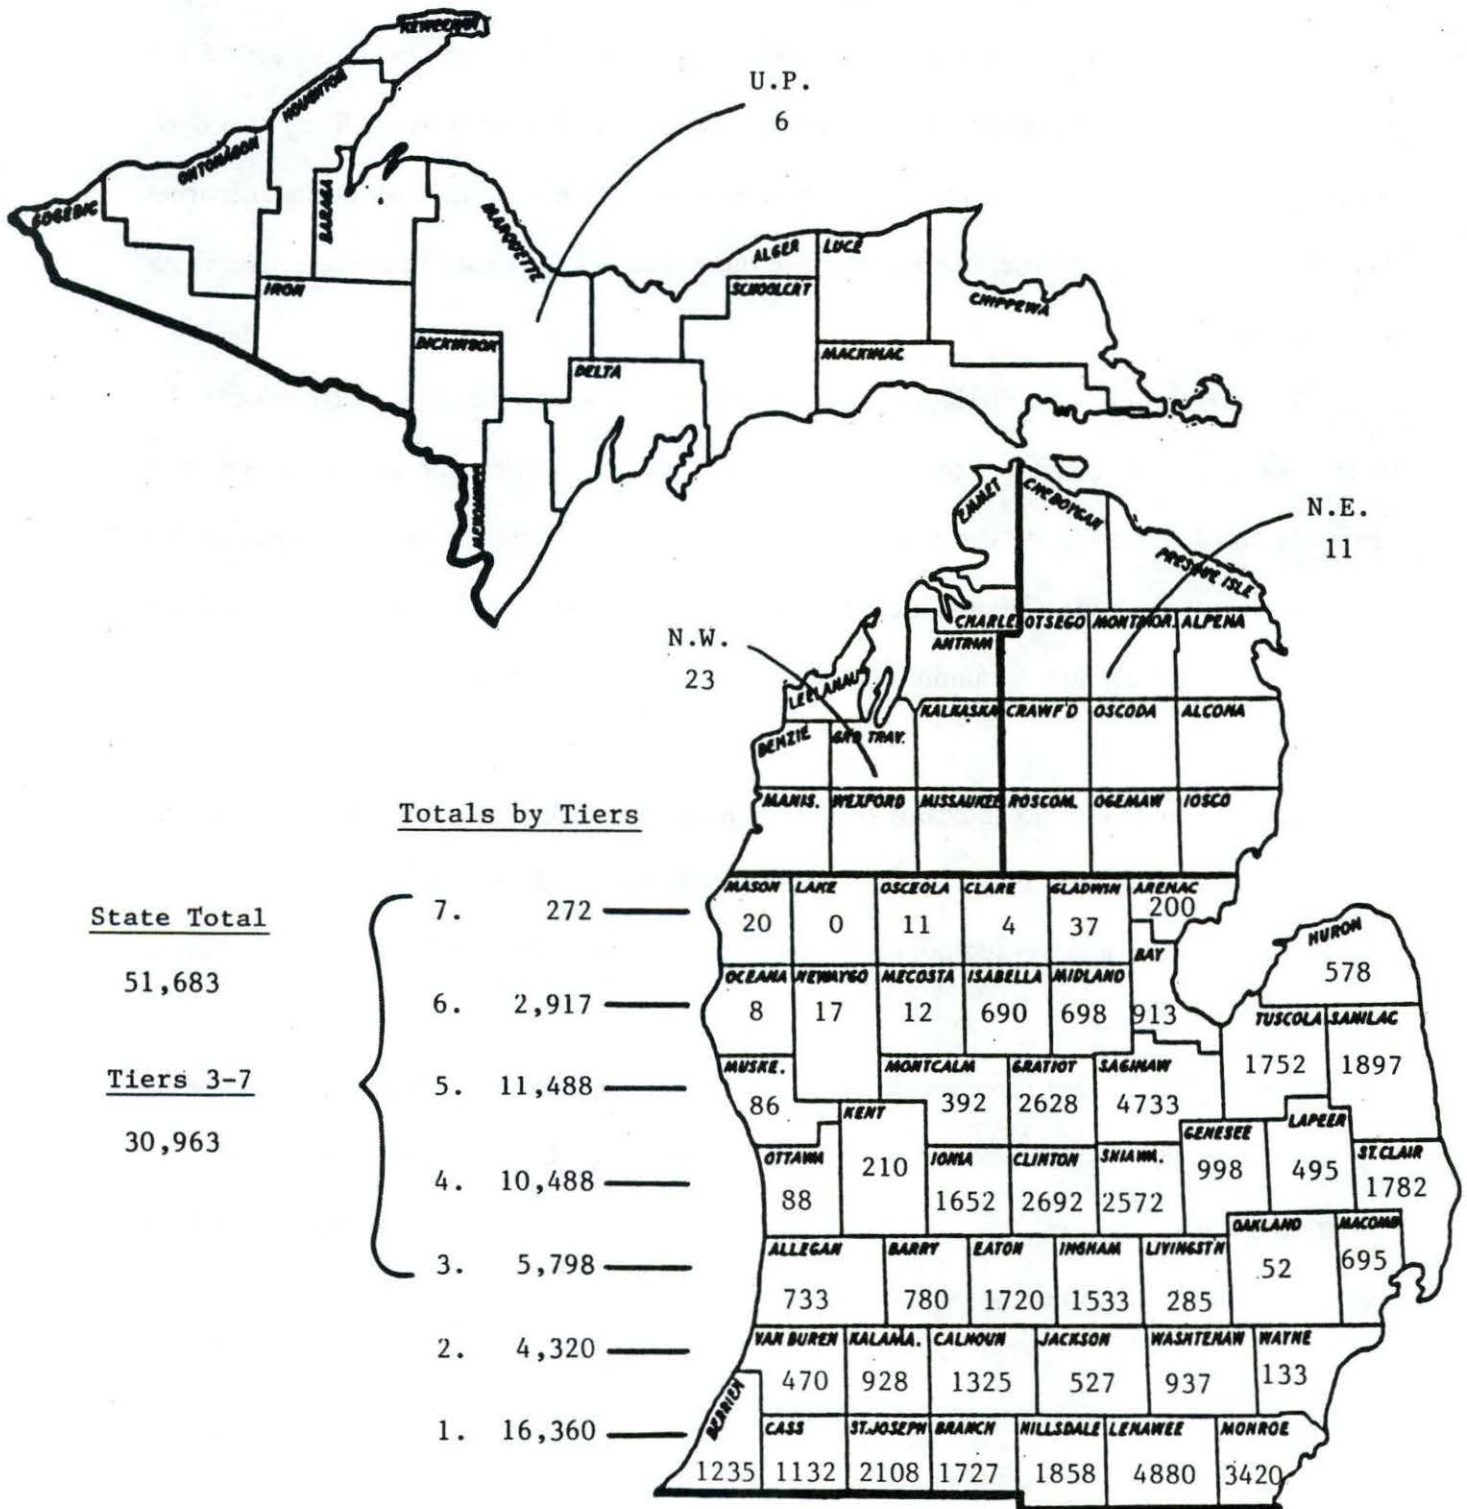 KEWEENAW
HOUGHTON
ONTONAGON
BARAGA
GOGEBIC
IRON
MARQUETTE
DICKINSON
MENOMINEE
DELTA
ALGER
SCHOOLCRT
LUCE
MACKINAC
CHIPPEWA
U.P.
6
N.E.
11
N.W.
23
EMMET
CHEBOYGAN
PRESQUE ISLE
CHARLE
OTSEGO
MONTMOR.
ALPENA
ANTRIM
LEELANAU
KALKASKA
CRAWF'D
OSCODA
ALCONA
BENZIE
GRD TRAV.
MANIS.
WEXFORD
MISSAUKEE
ROSCOM.
OGEMAW
IOSCO
Totals by Tiers
7. 272
6. 2,917
5. 11,488
4. 10,488
3. 5,798
2. 4,320
1. 16,360
State Total
51,683
Tiers 3-7
30,963
MASON LAKE OSCEOLA CLARE GLADWIN ARENAC
20 0 11 4 37 200
HURON
578
OCEANA NEWAYGO MECOSTA ISABELLA MIDLAND BAY
8 17 12 690 698 913
TUSCOLA SANILAC
1752 1897
MUSKE. MONTCALM GRATIOT SAGINAW
86 392 2628 4733
KENT
210
GENESEE LAPEER
998 495
OTTAWA IONIA CLINTON SHIAW. ST.CLAIR
88 1652 2692 2572 1782
OAKLAND MACOMB
52 695
ALLEGAN BARRY EATON INGHAM LIVINGST'N
733 780 1720 1533 285
VAN BUREN KALAMA. CALHOUN JACKSON WASHTENAW WAYNE
470 928 1325 527 937 133
BERRIEN CASS ST.JOSEPH BRANCH HILLSDALE LENAWEE MONROE
1235 1132 2108 1727 1858 4880 3420